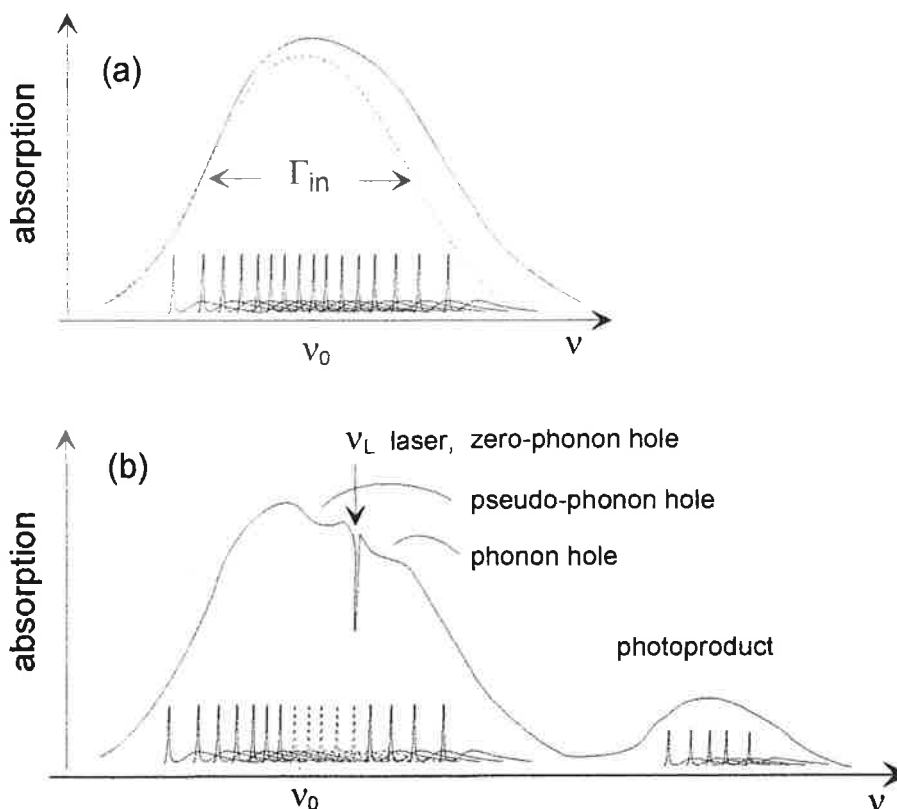 (a)
absorption
Γin
ν0
ν
(b)
νL laser, zero-phonon hole
pseudo-phonon hole
phonon hole
absorption
photoproduct
ν0
ν